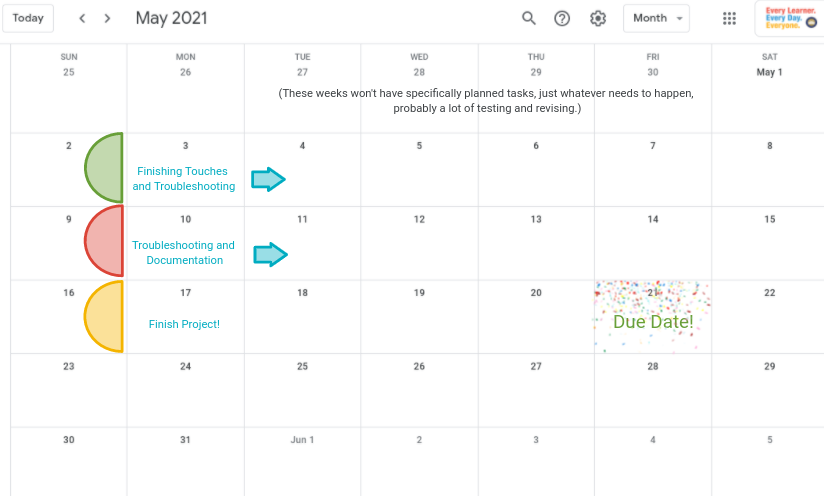 Today May 2021 Month
Every Learner.
Every Day.
Everyone.
SUN MON TUE WED THU FRI SAT
25 26 27 28 29 30 May 1
(These weeks won't have specifically planned tasks, just whatever needs to happen,
probably a lot of testing and revising.)
2 3 4 5 6 7 8
Finishing Touches
and Troubleshooting
9 10 11 12 13 14 15
Troubleshooting and
Documentation
16 17 18 19 20 21 22
Finish Project!
Due Date!
23 24 25 26 27 28 29
30 31 Jun 1 2 3 4 5